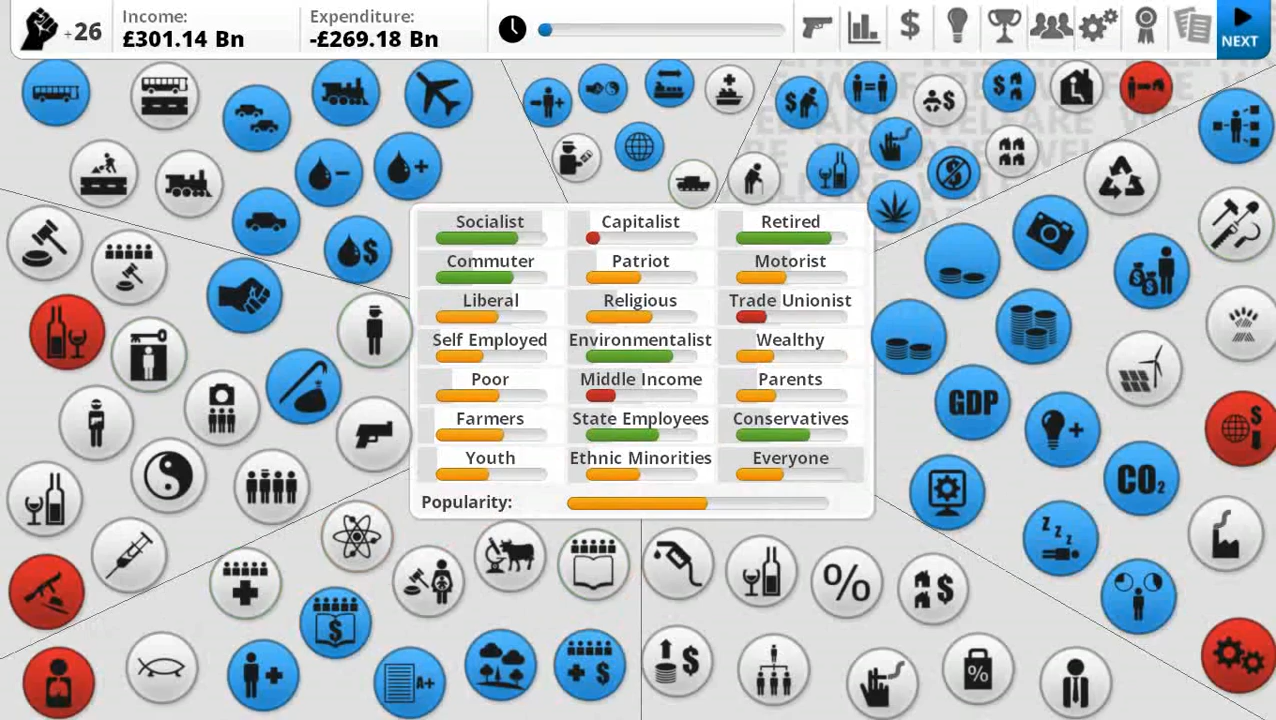 Income:
£301.14 Bn
Expenditure:
-£269.18 Bn
+26
NEXT
WELFARE WELFARE
Socialist
Capitalist
Retired
Commuter
Patriot
Motorist
Liberal
Religious
Trade Unionist
Self Employed
Environmentalist
Wealthy
Poor
Middle Income
Parents
Farmers
State Employees
Conservatives
Youth
Ethnic Minorities
Everyone
Popularity:
GDP
CO₂
Z Z Z
A+
%
%
$
$
$
$
$
$
$
$
$